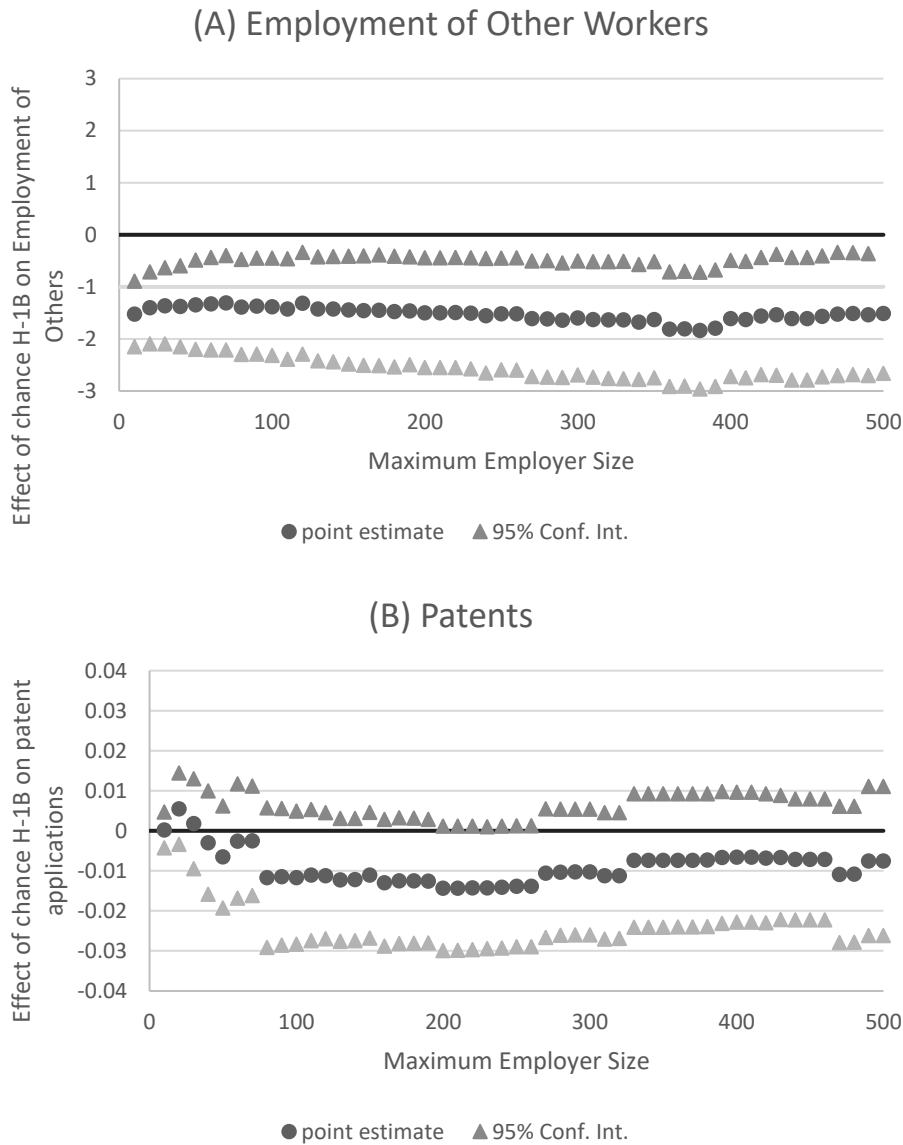 (A) Employment of Other Workers
Effect of chance H-1B on Employment of
Others
3
2
1
0
-1
-2
-3
0
100
200
300
400
500
Maximum Employer Size
point estimate
95% Conf. Int.
(B) Patents
Effect of chance H-1B on patent
applications
0.04
0.03
0.02
0.01
0
-0.01
-0.02
-0.03
-0.04
0
100
200
300
400
500
Maximum Employer Size
point estimate
95% Conf. Int.